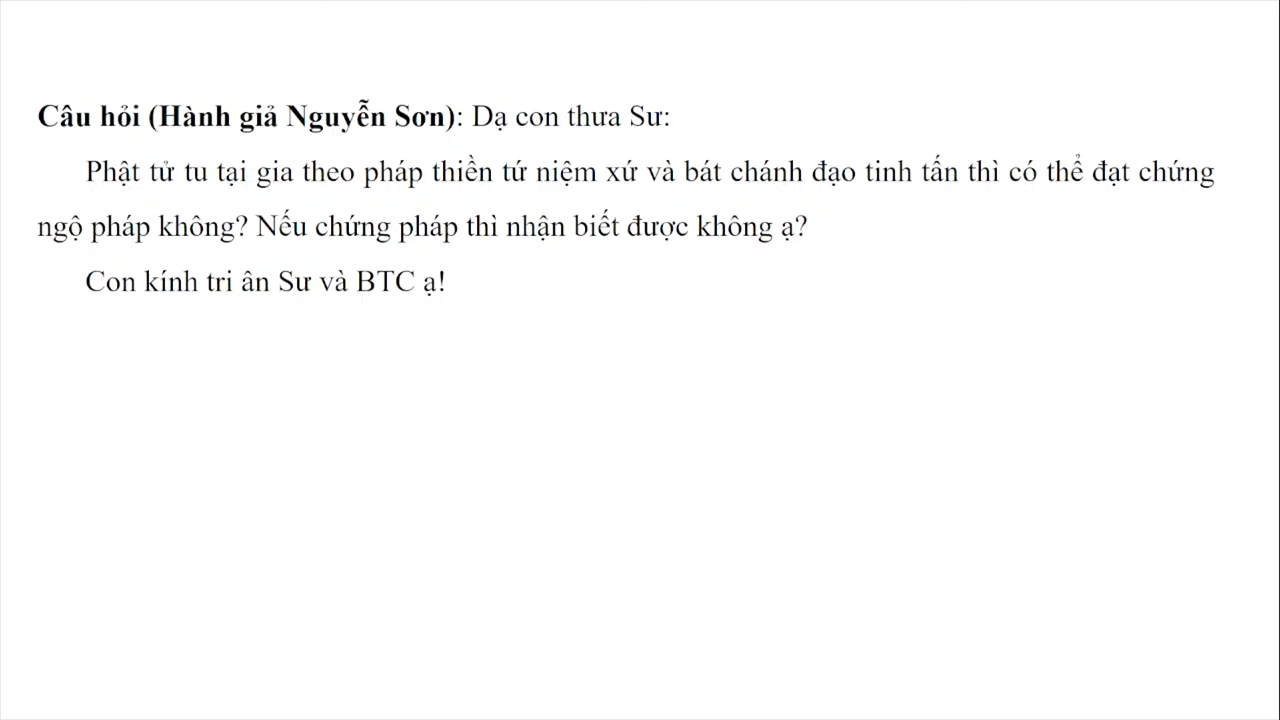 Câu hỏi (Hành giả Nguyễn Sơn): Dạ con thưa Sư:
Phật tử tu tại gia theo pháp thiền tứ niệm xứ và bát chánh đạo tinh tấn thì có thể đạt chứng
ngộ pháp không? Nếu chứng pháp thì nhận biết được không ạ?
Con kính tri ân Sư và BTC ạ!